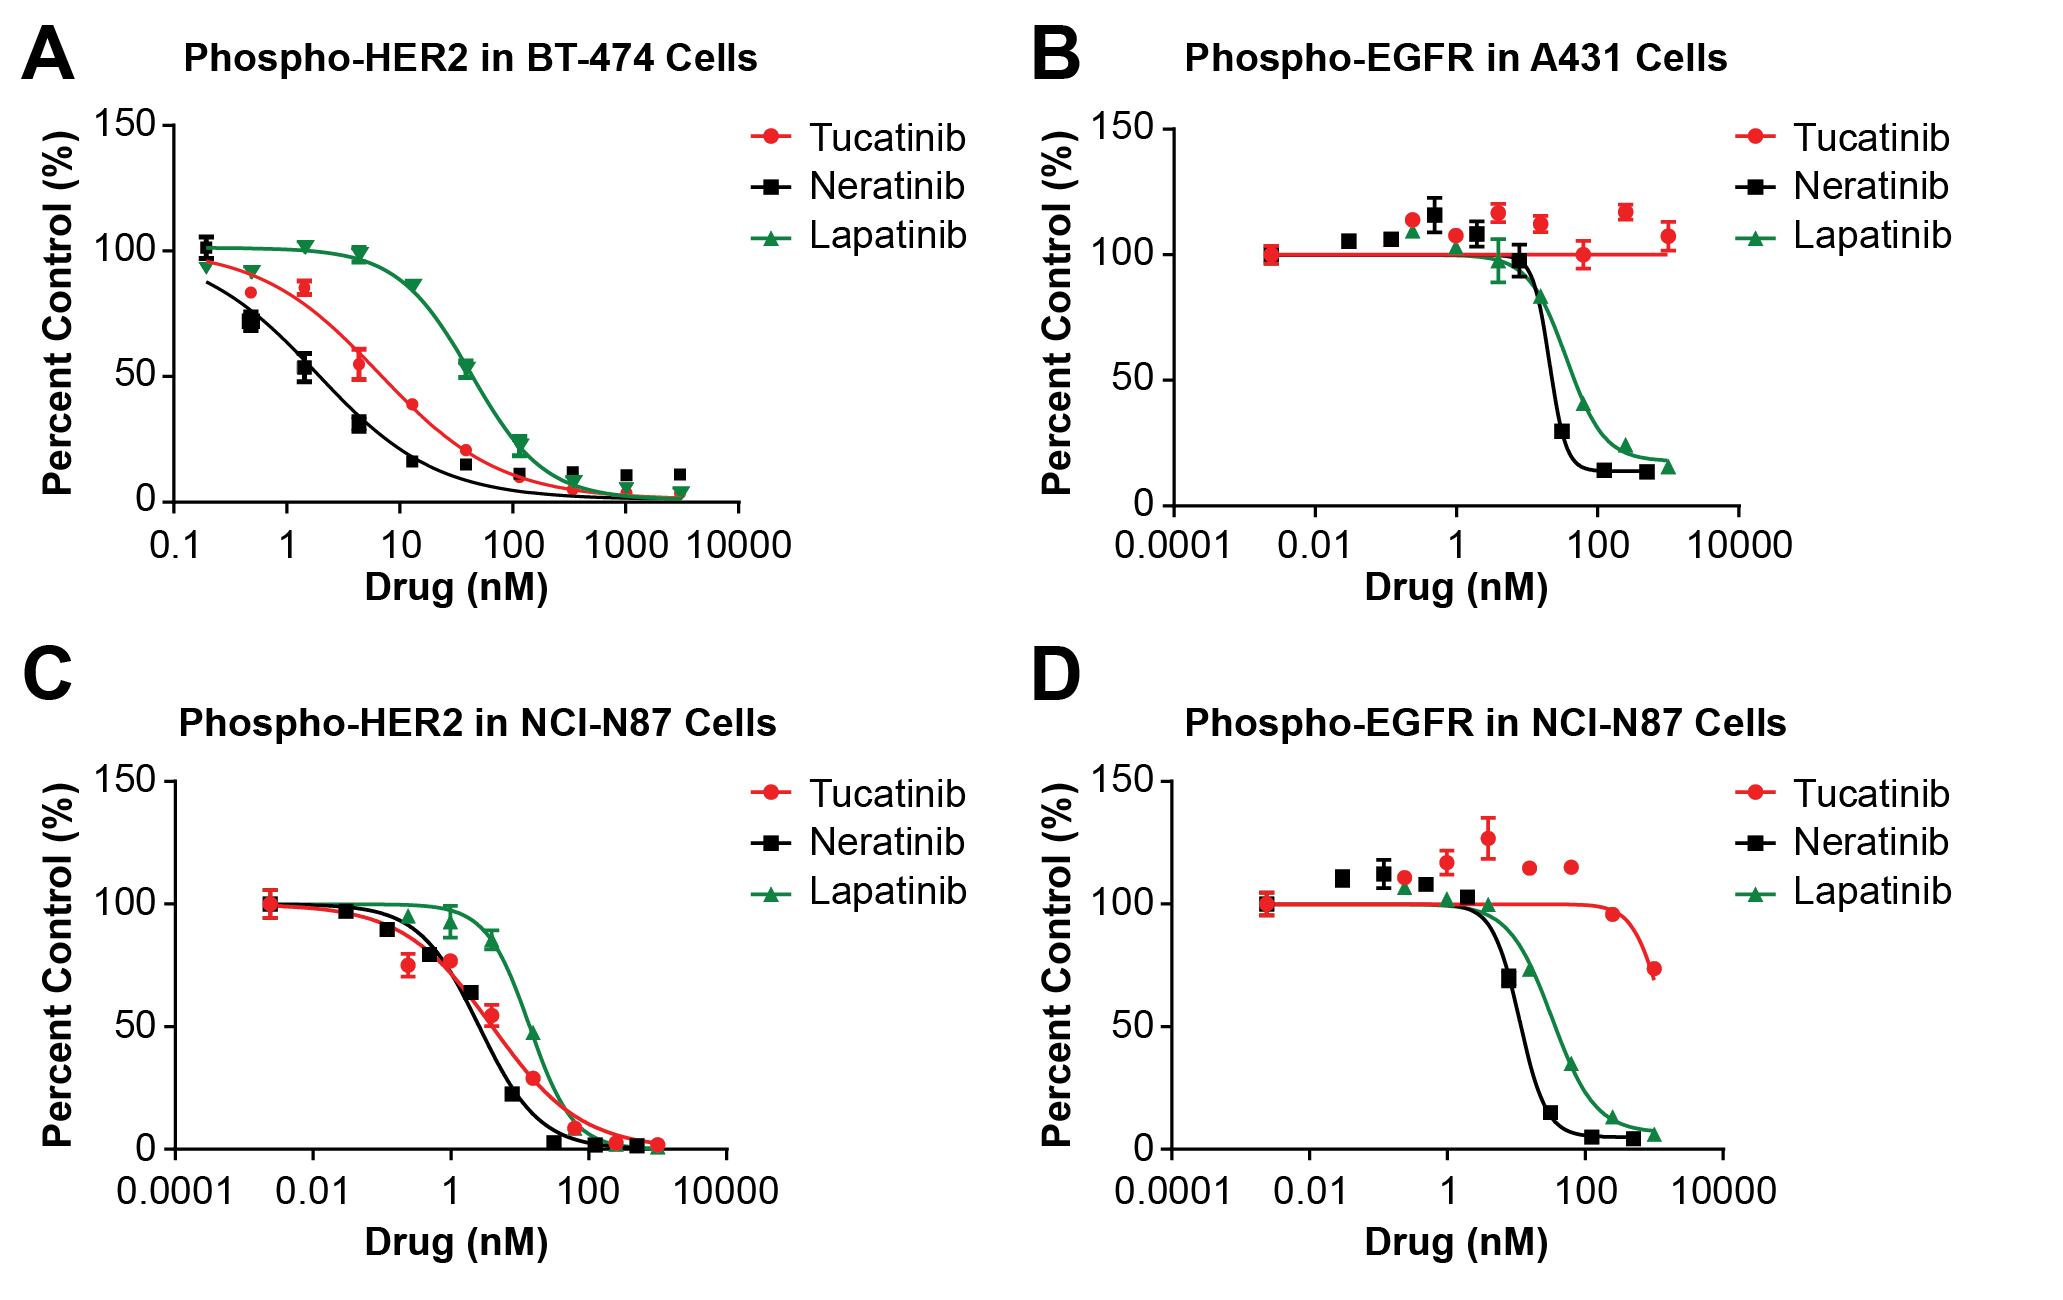 A
Phospho-HER2 in BT-474 Cells
Percent Control (%)
150
100
50
0
0.1 1 10 100 1000 10000
Drug (nM)
Tucatinib
Neratinib
Lapatinib
B
Phospho-EGFR in A431 Cells
Percent Control (%)
150
100
50
0
0.0001 0.01 1 100 10000
Drug (nM)
Tucatinib
Neratinib
Lapatinib
C
Phospho-HER2 in NCI-N87 Cells
Percent Control (%)
150
100
50
0
0.0001 0.01 1 100 10000
Drug (nM)
Tucatinib
Neratinib
Lapatinib
D
Phospho-EGFR in NCI-N87 Cells
Percent Control (%)
150
100
50
0
0.0001 0.01 1 100 10000
Drug (nM)
Tucatinib
Neratinib
Lapatinib